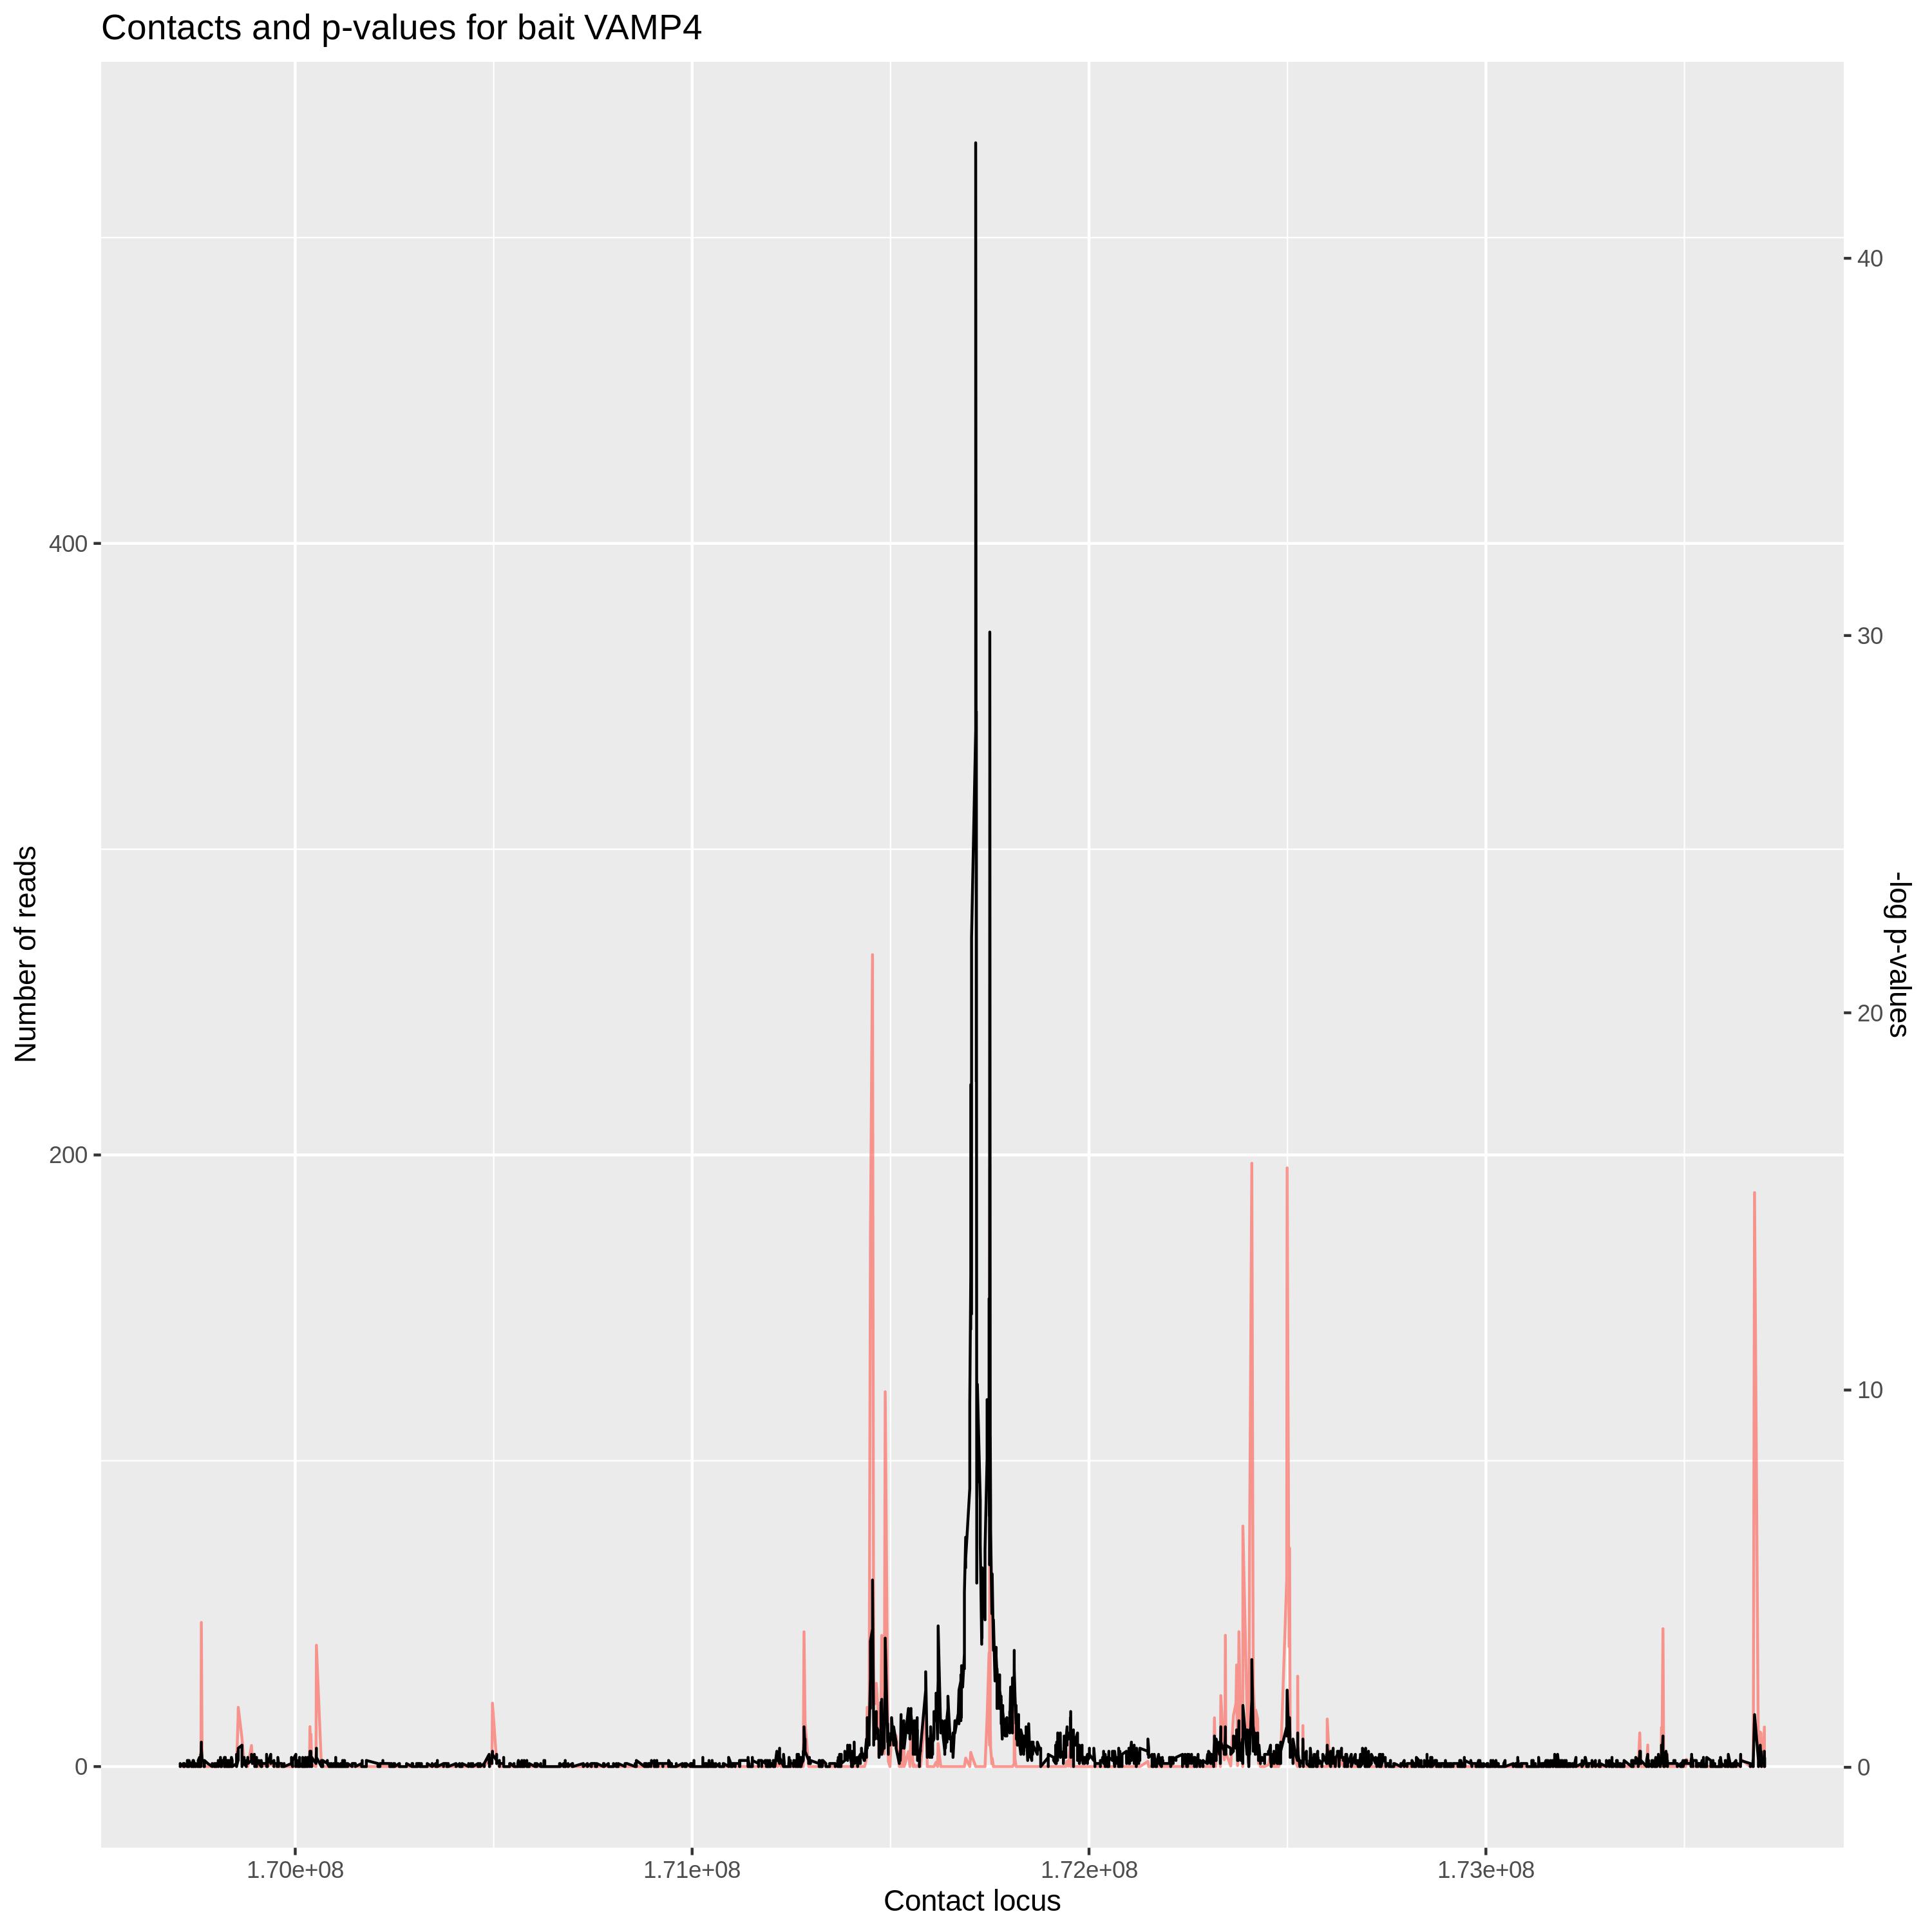 Contacts and p-values for bait VAMP4
Number of reads
400
200
0
40
30
20
10
0
-log p-values
1.70e+08
1.71e+08
1.72e+08
1.73e+08
Contact locus